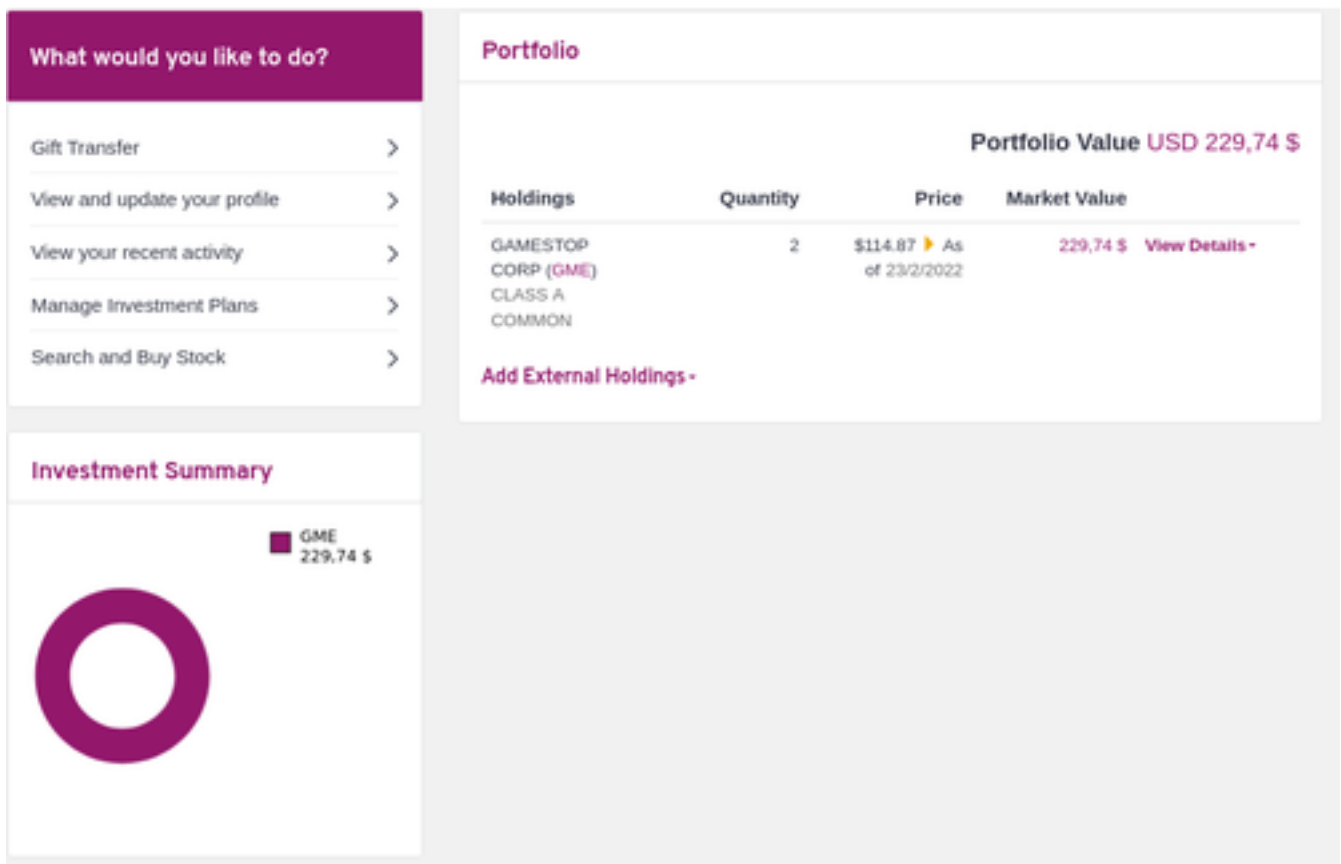 What would you like to do?
Gift Transfer
View and update your profile
View your recent activity
Manage Investment Plans
Search and Buy Stock
Portfolio
Portfolio Value USD 229,74 $
Holdings Quantity Price Market Value
GAMESTOP 2 $114.87 As 229,74 $ View Details
CORP (GME) of 23/2/2022
CLASS A
COMMON
Add External Holdings
Investment Summary
GME
229,74 $